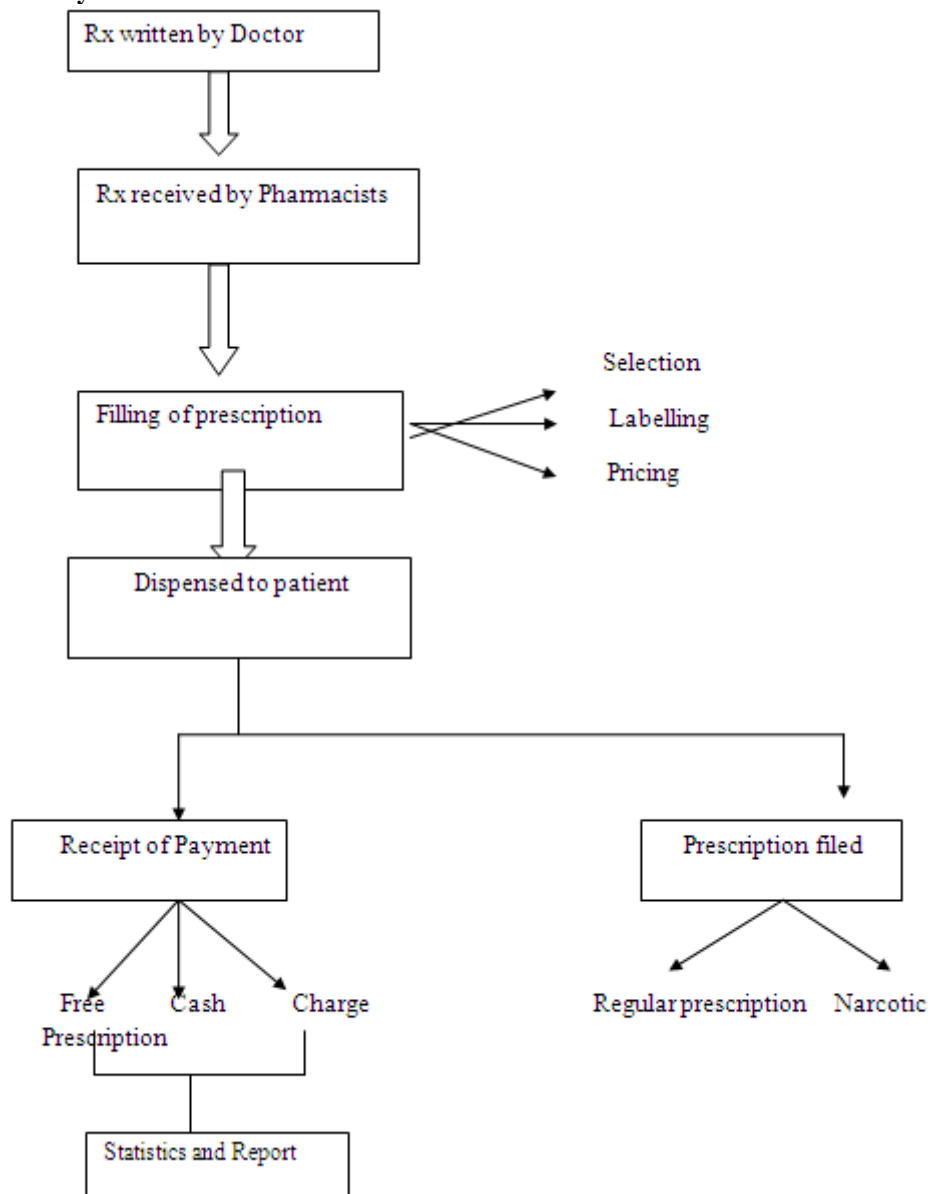 Rx written by Doctor
Rx received by Pharmacists
Selection
Filling of prescription
Labelling
Pricing
Dispensed to patient
Receipt of Payment
Prescription filed
Free Cash Charge
Prescription
Regular prescription Narcotic
Statistics and Report